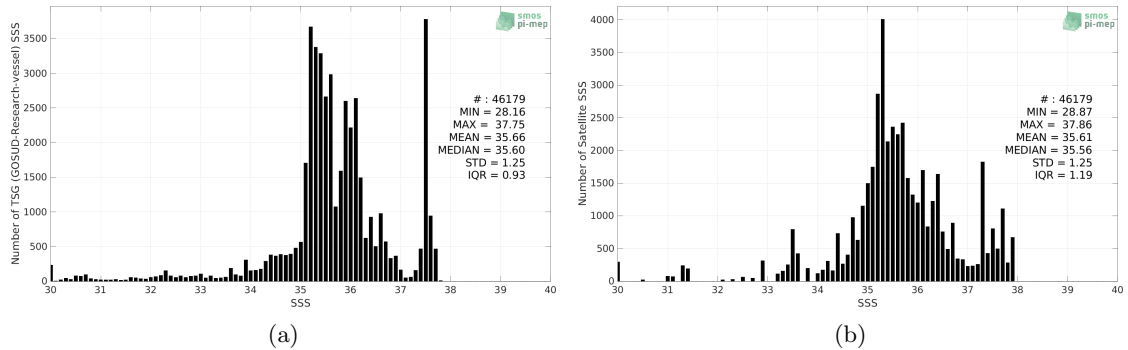 smos
pi-mep
Number of TSG (GOSUD-Research-vessel) SSS
3500
3000
2500
2000
1500
1000
500
0
# : 46179
MIN = 28.16
MAX = 37.75
MEAN = 35.66
MEDIAN = 35.60
STD = 1.25
IQR = 0.93
30 31 32 33 34 35 36 37 38 39 40
SSS
(a)
smos
pi-mep
Number of Satellite SSS
4000
3500
3000
2500
2000
1500
1000
500
0
# : 46179
MIN = 28.87
MAX = 37.86
MEAN = 35.61
MEDIAN = 35.56
STD = 1.25
IQR = 1.19
30 31 32 33 34 35 36 37 38 39 40
SSS
(b)